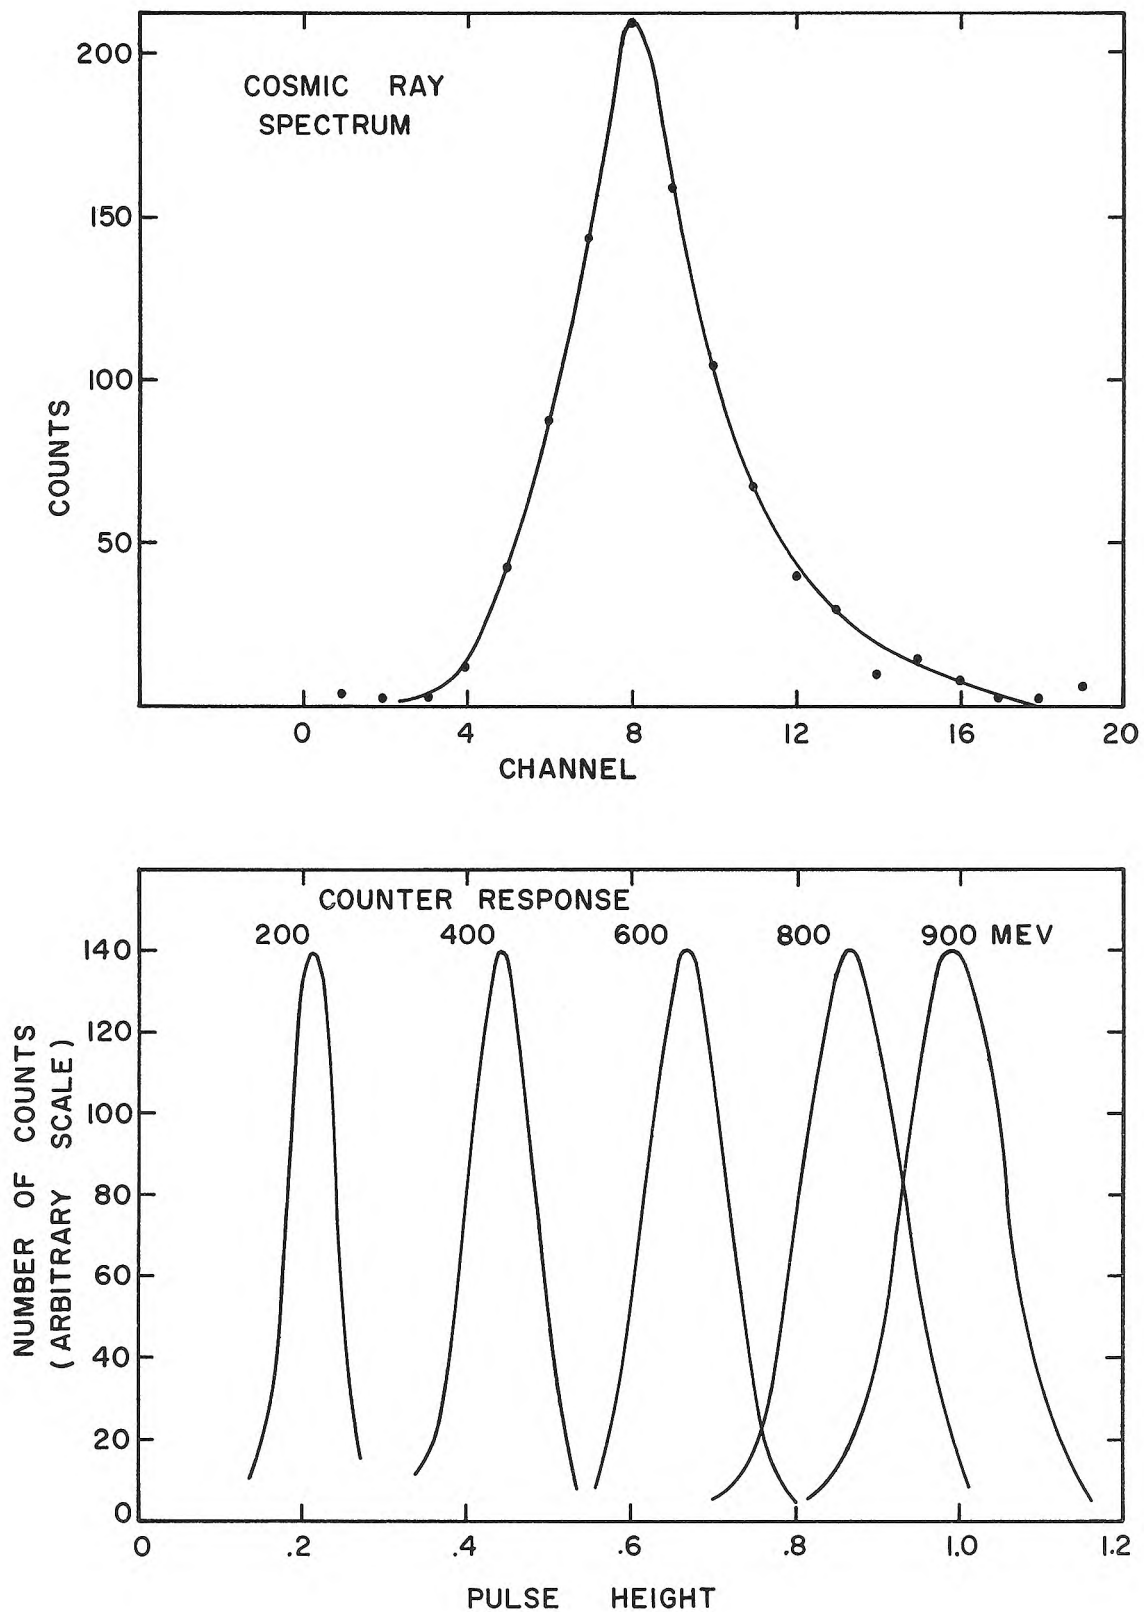 COSMIC RAY
SPECTRUM
200
150
100
50
COUNTS
0 4 8 12 16 20
CHANNEL
COUNTER RESPONSE
200 400 600 800 900 MEV
140
120
100
80
60
40
20
0
NUMBER OF COUNTS
(ARBITRARY SCALE)
0 .2 .4 .6 .8 1.0 1.2
PULSE HEIGHT